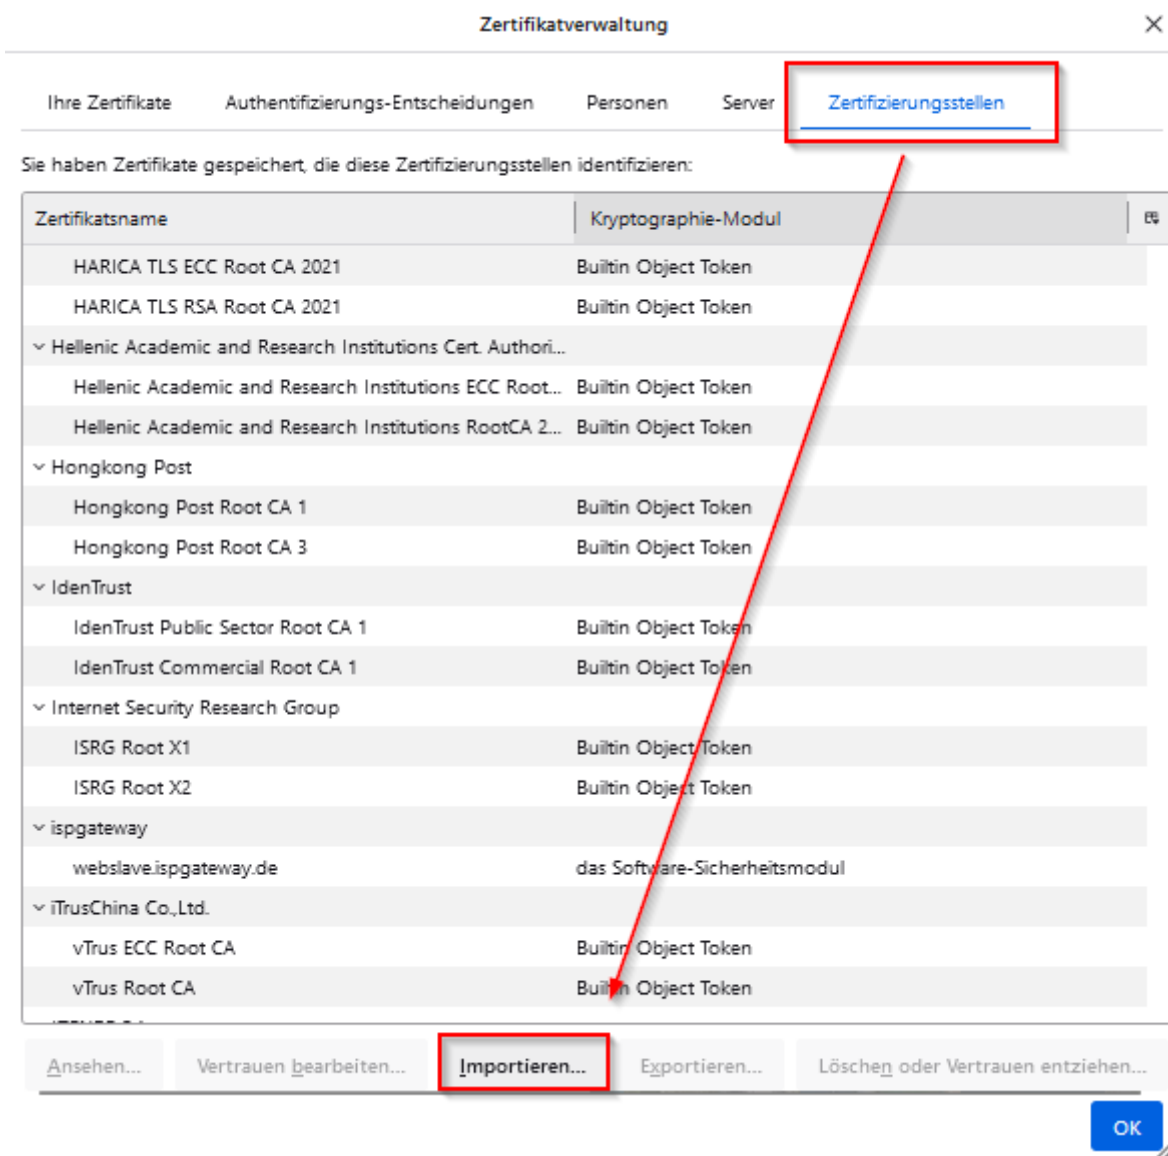 Zertifikatverwaltung
Ihre Zertifikate Authentifizierungs-Entscheidungen Personen Server Zertifizierungsstellen
Sie haben Zertifikate gespeichert, die diese Zertifizierungsstellen identifizieren:
Zertifikatsname Kryptographie-Modul
HARICA TLS ECC Root CA 2021 Builtin Object Token
HARICA TLS RSA Root CA 2021 Builtin Object Token
Hellenic Academic and Research Institutions Cert. Authori...
Hellenic Academic and Research Institutions ECC Root... Builtin Object Token
Hellenic Academic and Research Institutions RootCA 2... Builtin Object Token
Hongkong Post
Hongkong Post Root CA 1 Builtin Object Token
Hongkong Post Root CA 3 Builtin Object Token
IdenTrust
IdenTrust Public Sector Root CA 1 Builtin Object Token
IdenTrust Commercial Root CA 1 Builtin Object Token
Internet Security Research Group
ISRG Root X1 Builtin Object Token
ISRG Root X2 Builtin Object Token
ispgateway
webslave.ispgateway.de das Software-Sicherheitsmodul
iTrusChina Co.,Ltd.
vTrus ECC Root CA Builtin Object Token
vTrus Root CA Builtin Object Token
Ansehen... Vertrauen bearbeiten... Importieren... Exportieren... Löschen oder Vertrauen entziehen...
OK